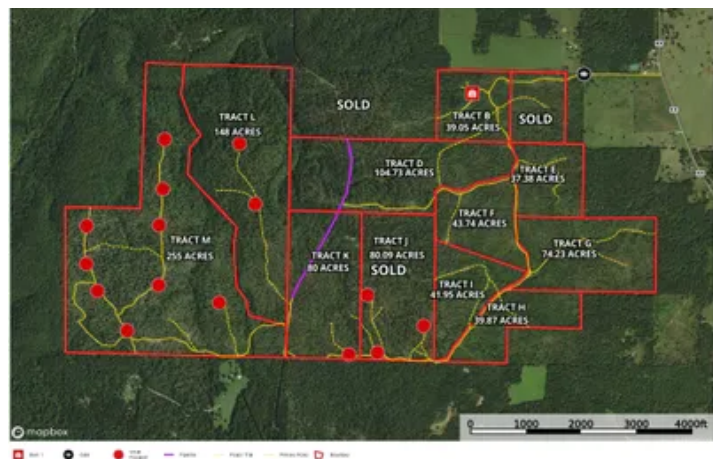 SOLD
TRACT L
148 ACRES
TRACT B
39.05 ACRES
SOLD
TRACT D
104.73 ACRES
TRACT E
37.38 ACRES
TRACT F
43.74 ACRES
TRACT M
255 ACRES
TRACT K
80 ACRES
TRACT J
80.09 ACRES
SOLD
TRACT G
74.23 ACRES
TRACT I
41.95 ACRES
TRACT H
39.87 ACRES
0 1000 2000 3000 4000ft
mapbox
Boundary